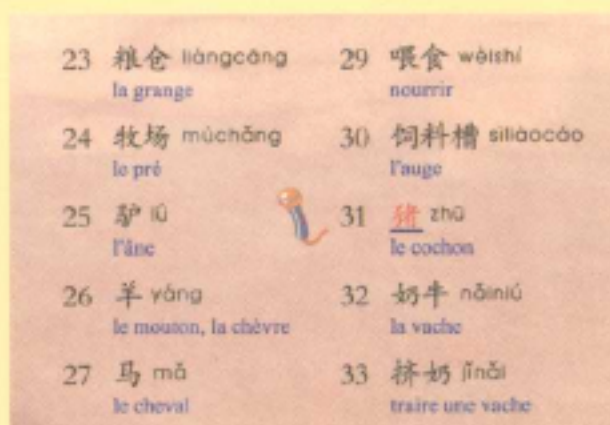 23 粮仓 liángcāng
la grange
24 牧场 mùchǎng
le pré
25 驴 lǘ
l'âne
26 羊 yáng
le mouton, la chèvre
27 马 mǎ
le cheval
29 喂食 wèishí
nourrir
30 饲料槽 sìliàocáo
l'auge
31 猪 zhū
le cochon
32 奶牛 nǎiniú
la vache
33 挤奶 jǐnǎi
traire une vache